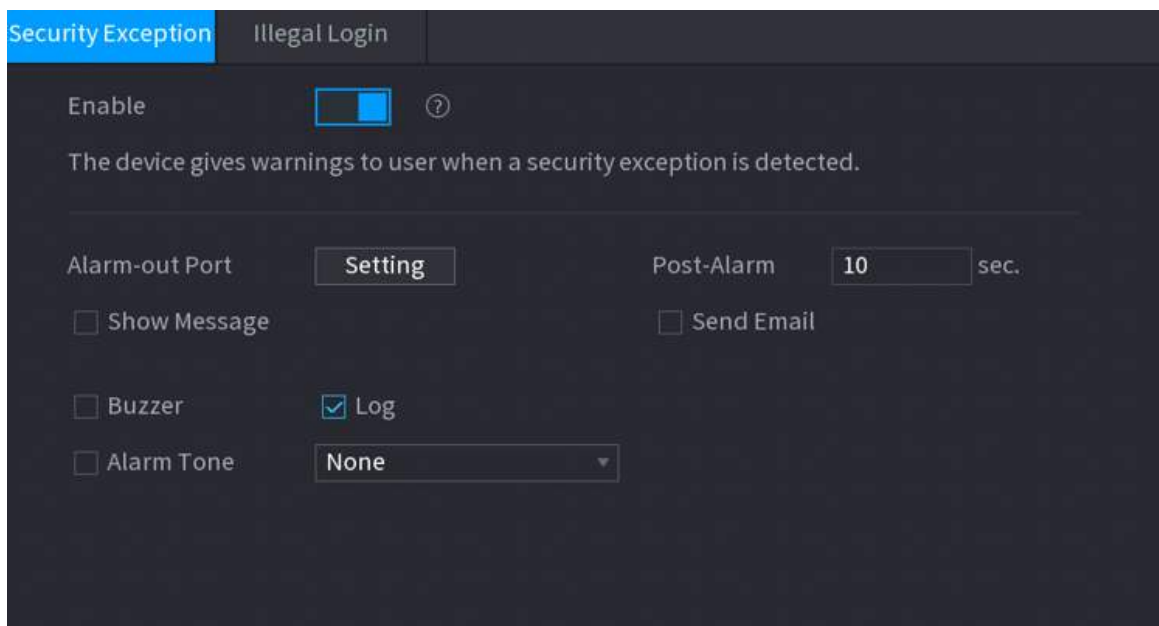 Security Exception Illegal Login
Enable ?
The device gives warnings to user when a security exception is detected.
Alarm-out Port Setting Post-Alarm 10 sec.
Show Message Send Email
Buzzer Log
Alarm Tone None